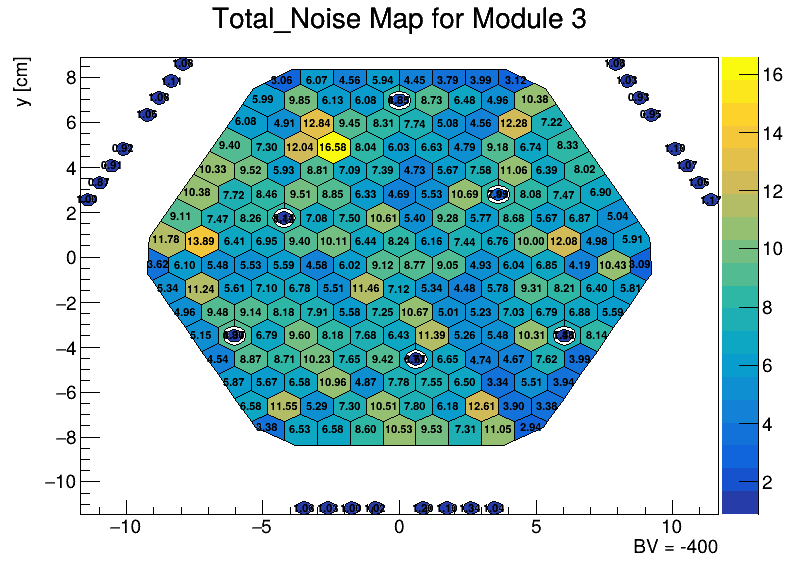 Total_Noise Map for Module 3
y [cm]
3.06 6.07 4.56 5.94 4.45 3.79 3.99 3.12
5.99 9.85 6.13 6.08 8.73 6.48 4.96 10.38
6.08 4.91 12.84 9.45 8.31 7.74 5.08 4.56 12.28 7.22
9.40 7.30 12.04 16.58 8.04 6.03 6.63 4.79 9.18 6.74 8.33
10.33 9.52 5.93 8.81 7.09 7.39 4.73 5.67 7.58 11.06 6.39 8.02
10.38 7.72 8.46 9.51 8.85 6.33 4.69 5.53 10.69 8.08 7.47 6.90
9.11 7.47 8.26 7.08 7.50 10.61 5.40 9.28 5.77 8.68 5.67 6.87 5.04
11.78 13.89 6.41 6.95 9.40 10.11 6.44 8.24 6.16 7.44 6.76 10.00 12.08 4.98 5.91
3.62 6.10 5.48 5.53 5.59 4.58 6.02 9.12 8.77 9.05 4.93 6.04 6.85 4.19 10.43 3.09
5.34 11.24 5.61 7.10 6.78 5.51 11.46 7.12 5.34 4.48 5.78 9.31 8.21 6.40 5.81
4.96 9.48 9.14 8.18 7.91 5.58 7.25 10.67 5.01 5.23 7.03 6.79 6.88 5.59
5.15 6.79 9.60 8.18 7.68 6.43 11.39 5.26 5.48 10.31 8.14
4.54 8.87 8.71 10.23 7.65 9.42 6.65 4.74 4.67 7.62 3.99
5.87 5.68 6.58 10.96 4.87 7.78 7.55 6.50 3.34 5.51 3.94
6.58 11.55 5.29 7.30 10.51 7.80 6.18 12.61 3.90 3.38
3.38 6.53 6.58 8.60 10.53 9.53 7.31 11.05 2.94
8
6
4
2
0
−2
−4
−6
−8
−10
−10 −5 0 5 10
16
14
12
10
8
6
4
2
BV = -400